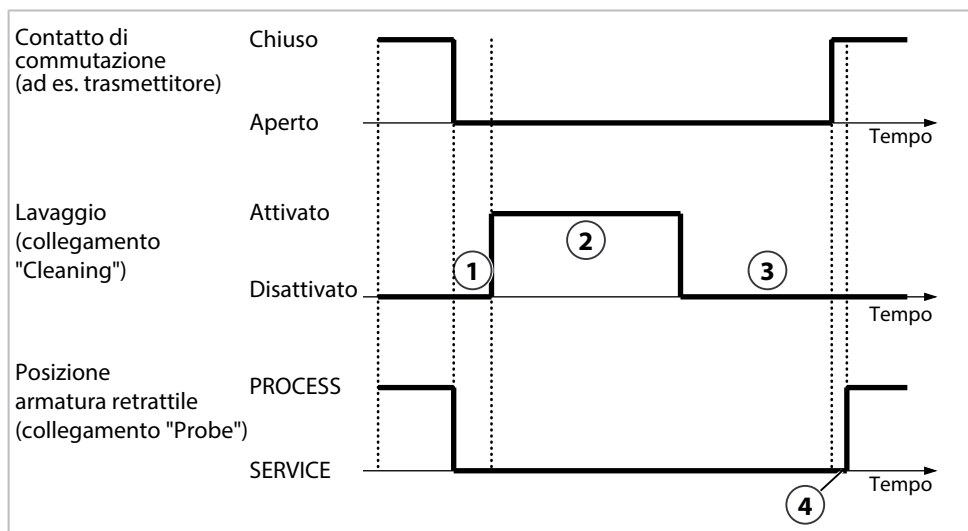 Contatto di
commutazione
(ad es. trasmettitore)
Chiuso
Aperto
Tempo
Lavaggio
(collegamento
"Cleaning")
Attivato
Disattivato
1
2
3
Tempo
Posizione
armatura retrattile
(collegamento "Probe")
PROCESS
SERVICE
4
Tempo